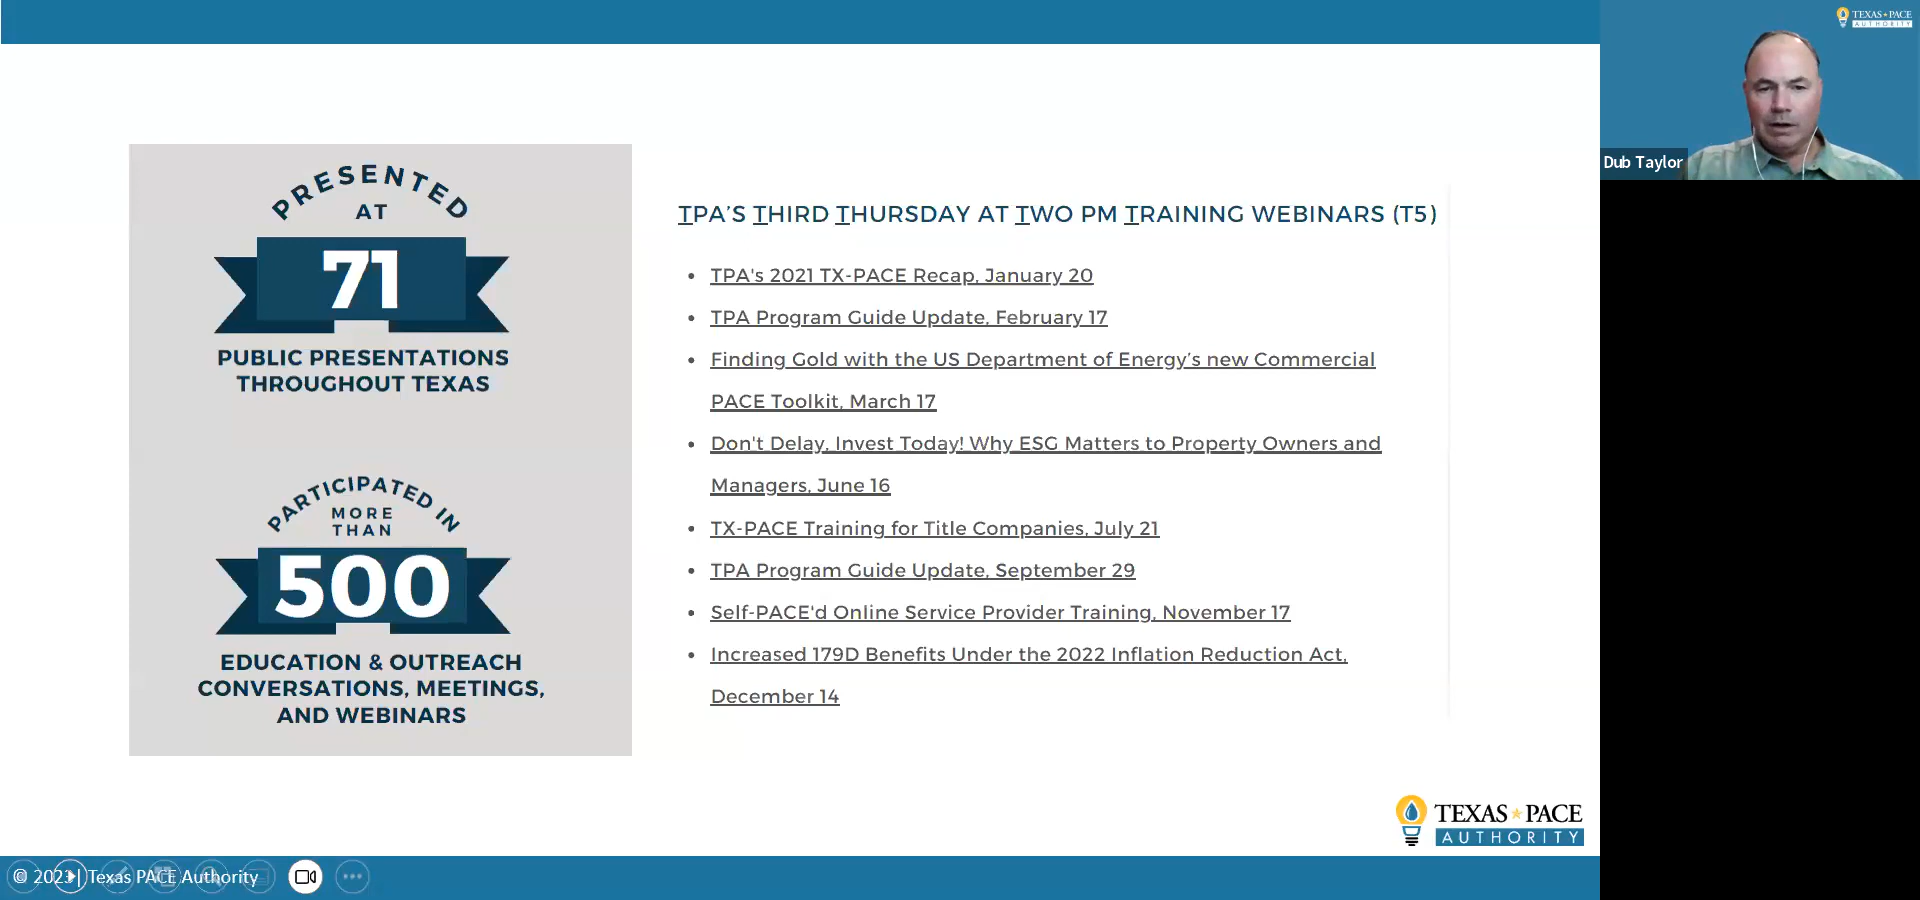 PRESENTED
AT
71
PUBLIC PRESENTATIONS
THROUGHOUT TEXAS
PARTICIPATED IN
MORE
THAN
500
EDUCATION & OUTREACH
CONVERSATIONS, MEETINGS,
AND WEBINARS
TPA’S THIRD THURSDAY AT TWO PM TRAINING WEBINARS (T5)
• TPA's 2021 TX-PACE Recap, January 20
• TPA Program Guide Update, February 17
• Finding Gold with the US Department of Energy’s new Commercial
PACE Toolkit, March 17
• Don't Delay, Invest Today! Why ESG Matters to Property Owners and
Managers, June 16
• TX-PACE Training for Title Companies, July 21
• TPA Program Guide Update, September 29
• Self-PACE'd Online Service Provider Training, November 17
• Increased 179D Benefits Under the 2022 Inflation Reduction Act,
December 14
TEXAS PACE
AUTHORITY
© 2023 | Texas PACE Authority
TEXAS PACE
AUTHORITY
Dub Taylor